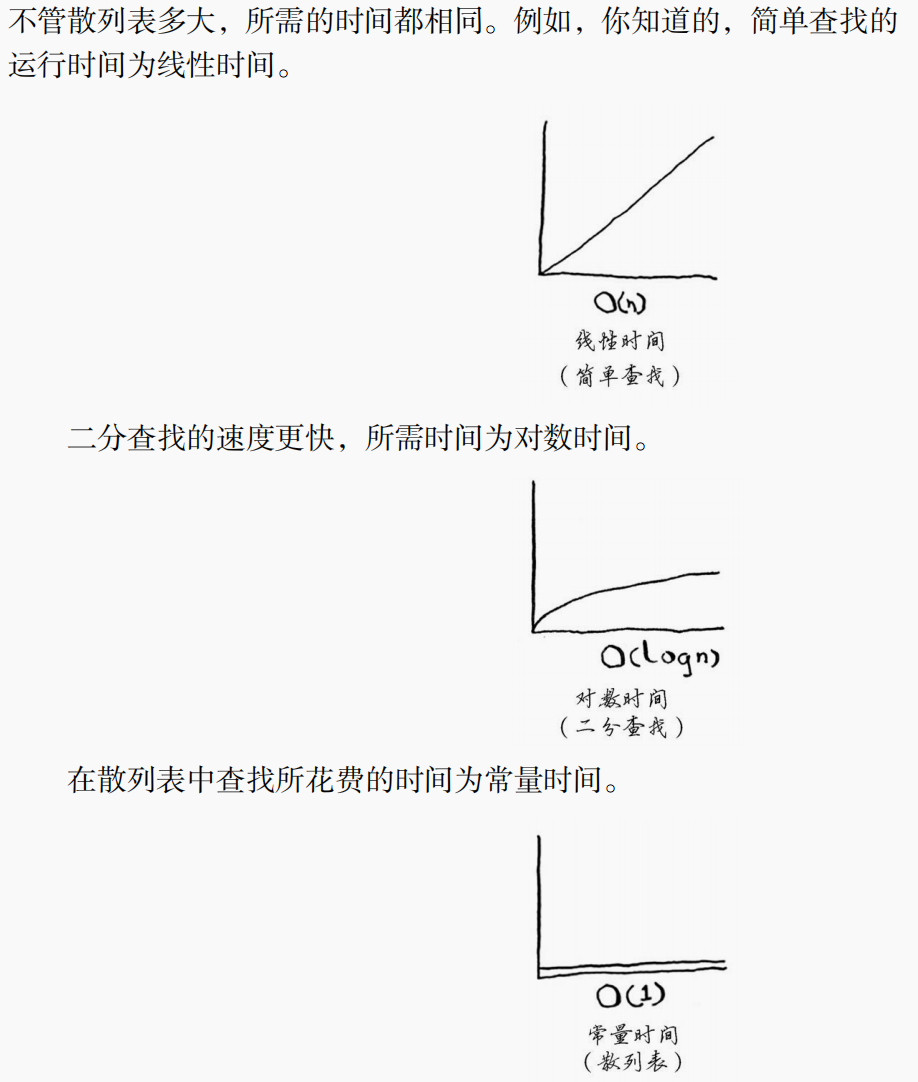 不管散列表多大，所需的时间都相同。例如，你知道的，简单查找的
运行时间为线性时间。
O(n)
线性时间
（简单查找）
二分查找的速度更快，所需时间为对数时间。
O(logn)
对数时间
（二分查找）
在散列表中查找所花费的时间为常量时间。
O(1)
常量时间
（散列表）